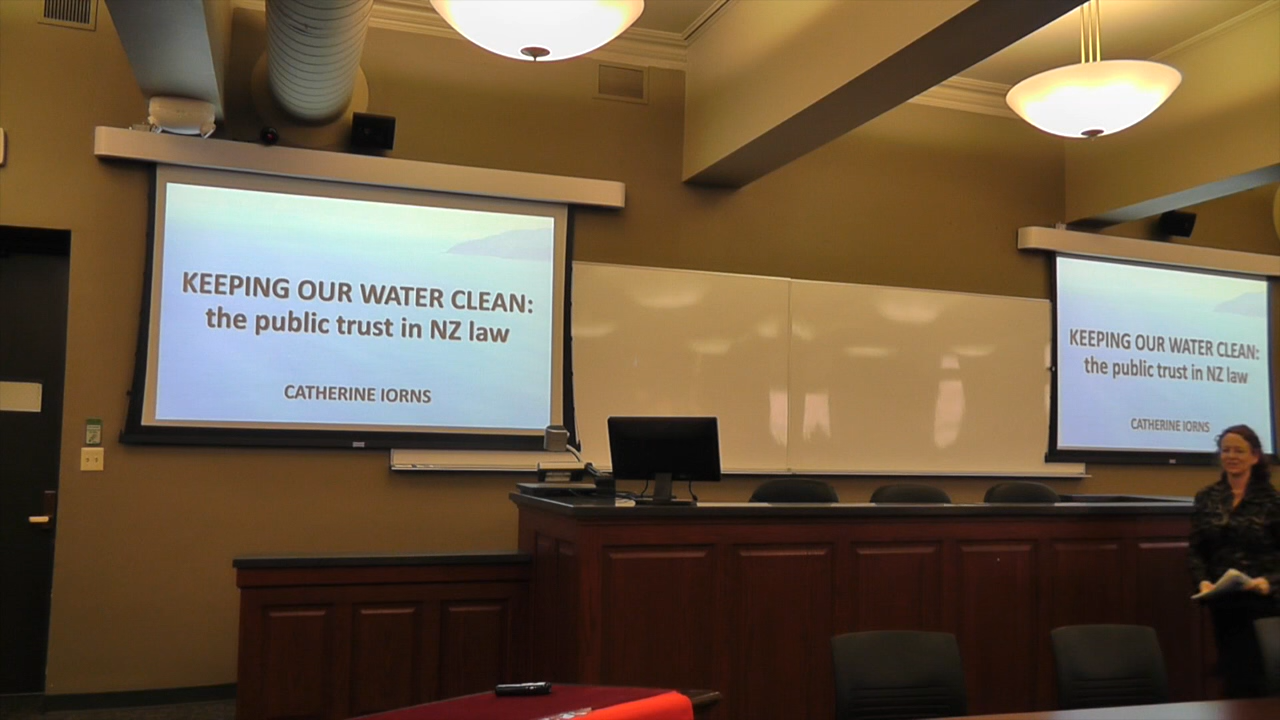 KEEPING OUR WATER CLEAN:
the public trust in NZ law
CATHERINE IORNS
KEEPING OUR WATER CLEAN:
the public trust in NZ law
CATHERINE IORNS